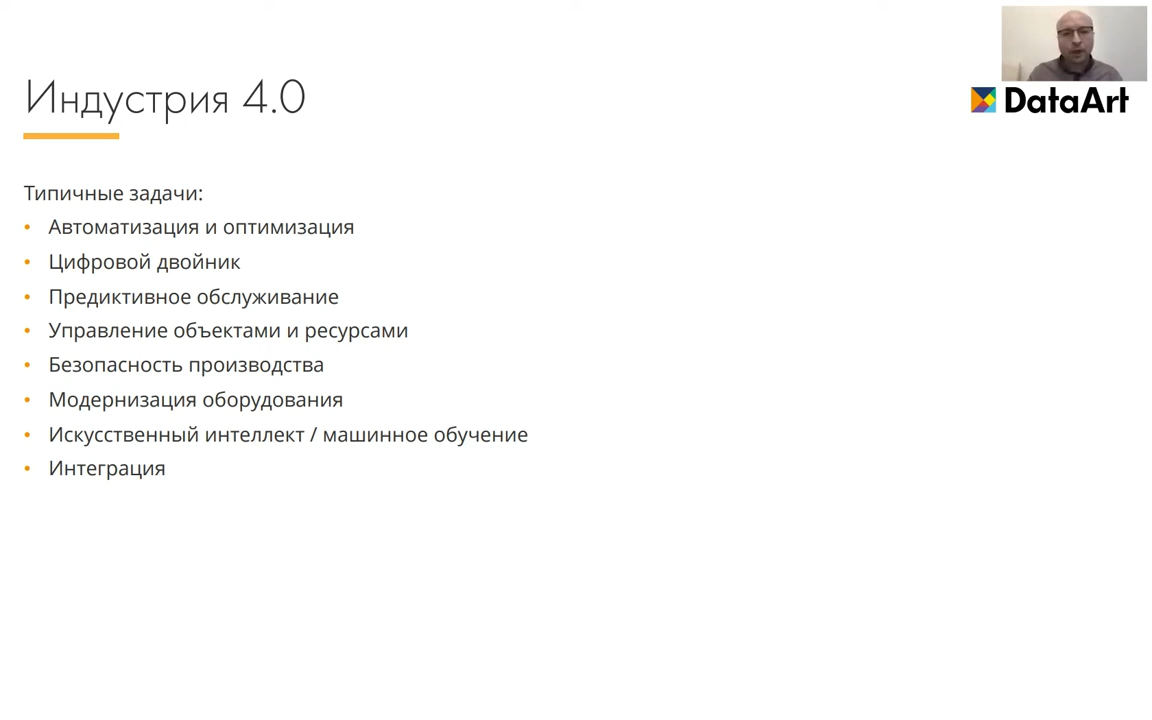 Индустрия 4.0
DataArt
Типичные задачи:
• Автоматизация и оптимизация
• Цифровой двойник
• Предиктивное обслуживание
• Управление объектами и ресурсами
• Безопасность производства
• Модернизация оборудования
• Искусственный интеллект / машинное обучение
• Интеграция